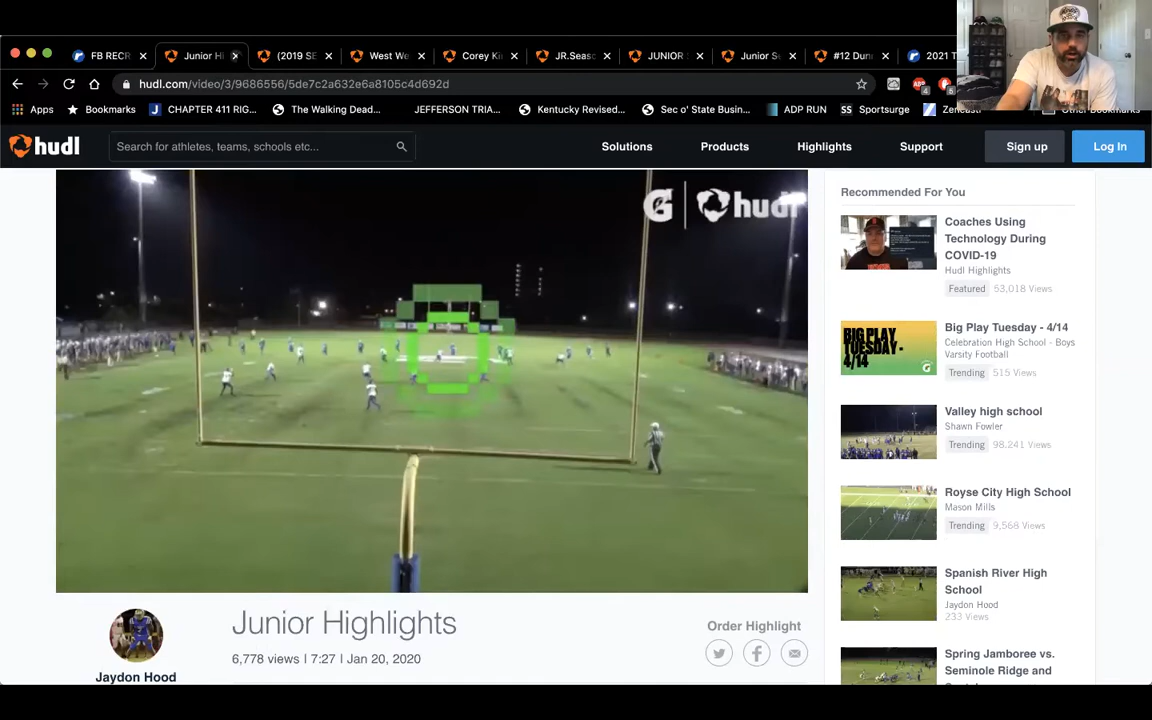 FB RECR
Junior Hi
(2019 SE
West We
Corey Ki
JR.Seas
JUNIOR
Junior S
#12 Dunn
2021 T
hudl.com/video/3/9686556/5de7c2a632e6a8105c4d692d
Apps
Bookmarks
CHAPTER 411 RIG...
The Walking Dead...
JEFFERSON TRIA...
Kentucky Revised...
Sec o' State Busin...
ADP RUN
SS Sportsurge
Zencast
Other Bookmarks
hudl
Search for athletes, teams, schools etc...
Solutions
Products
Highlights
Support
Sign up
Log In
G hudl
Junior Highlights
6,778 views | 7:27 | Jan 20, 2020
Order Highlight
Jaydon Hood
Recommended For You
Coaches Using
Technology During
COVID-19
Hudl Highlights
Featured 53,018 Views
BIG PLAY
TUESDAY -
4/14
Big Play Tuesday - 4/14
Celebration High School - Boys
Varsity Football
Trending 515 Views
Valley high school
Shawn Fowler
Trending 98,241 Views
Royse City High School
Mason Mills
Trending 9,568 Views
Spanish River High
School
Jaydon Hood
233 Views
Spring Jamboree vs.
Seminole Ridge and